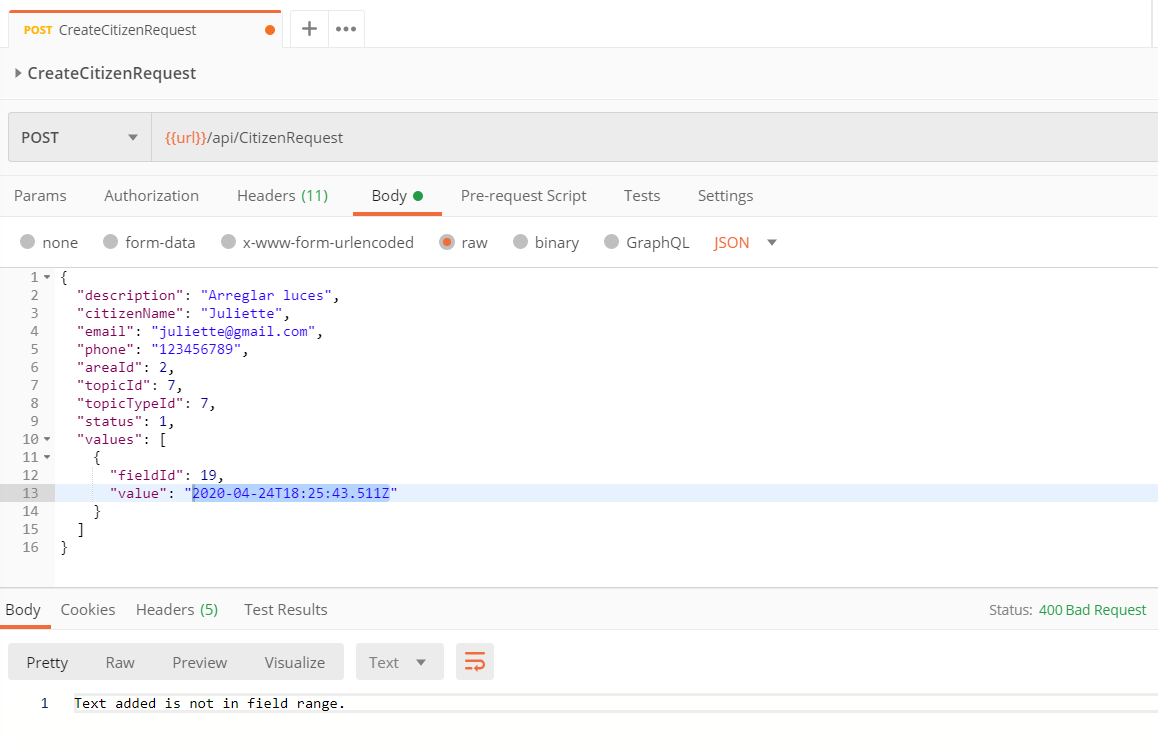 POST CreateCitizenRequest
CreateCitizenRequest
POST {{url}}/api/CitizenRequest
Params Authorization Headers (11) Body Pre-request Script Tests Settings
none form-data x-www-form-urlencoded raw binary GraphQL JSON
1 {
2 "description": "Arreglar luces",
3 "citizenName": "Juliette",
4 "email": "juliette@gmail.com",
5 "phone": "123456789",
6 "areaId": 2,
7 "topicId": 7,
8 "topicTypeId": 7,
9 "status": 1,
10 "values": [
11 {
12 "fieldId": 19,
13 "value": "2020-04-24T18:25:43.511Z"
14 }
15 ]
16 }
Body Cookies Headers (5) Test Results Status: 400 Bad Request
Pretty Raw Preview Visualize Text
1 Text added is not in field range.